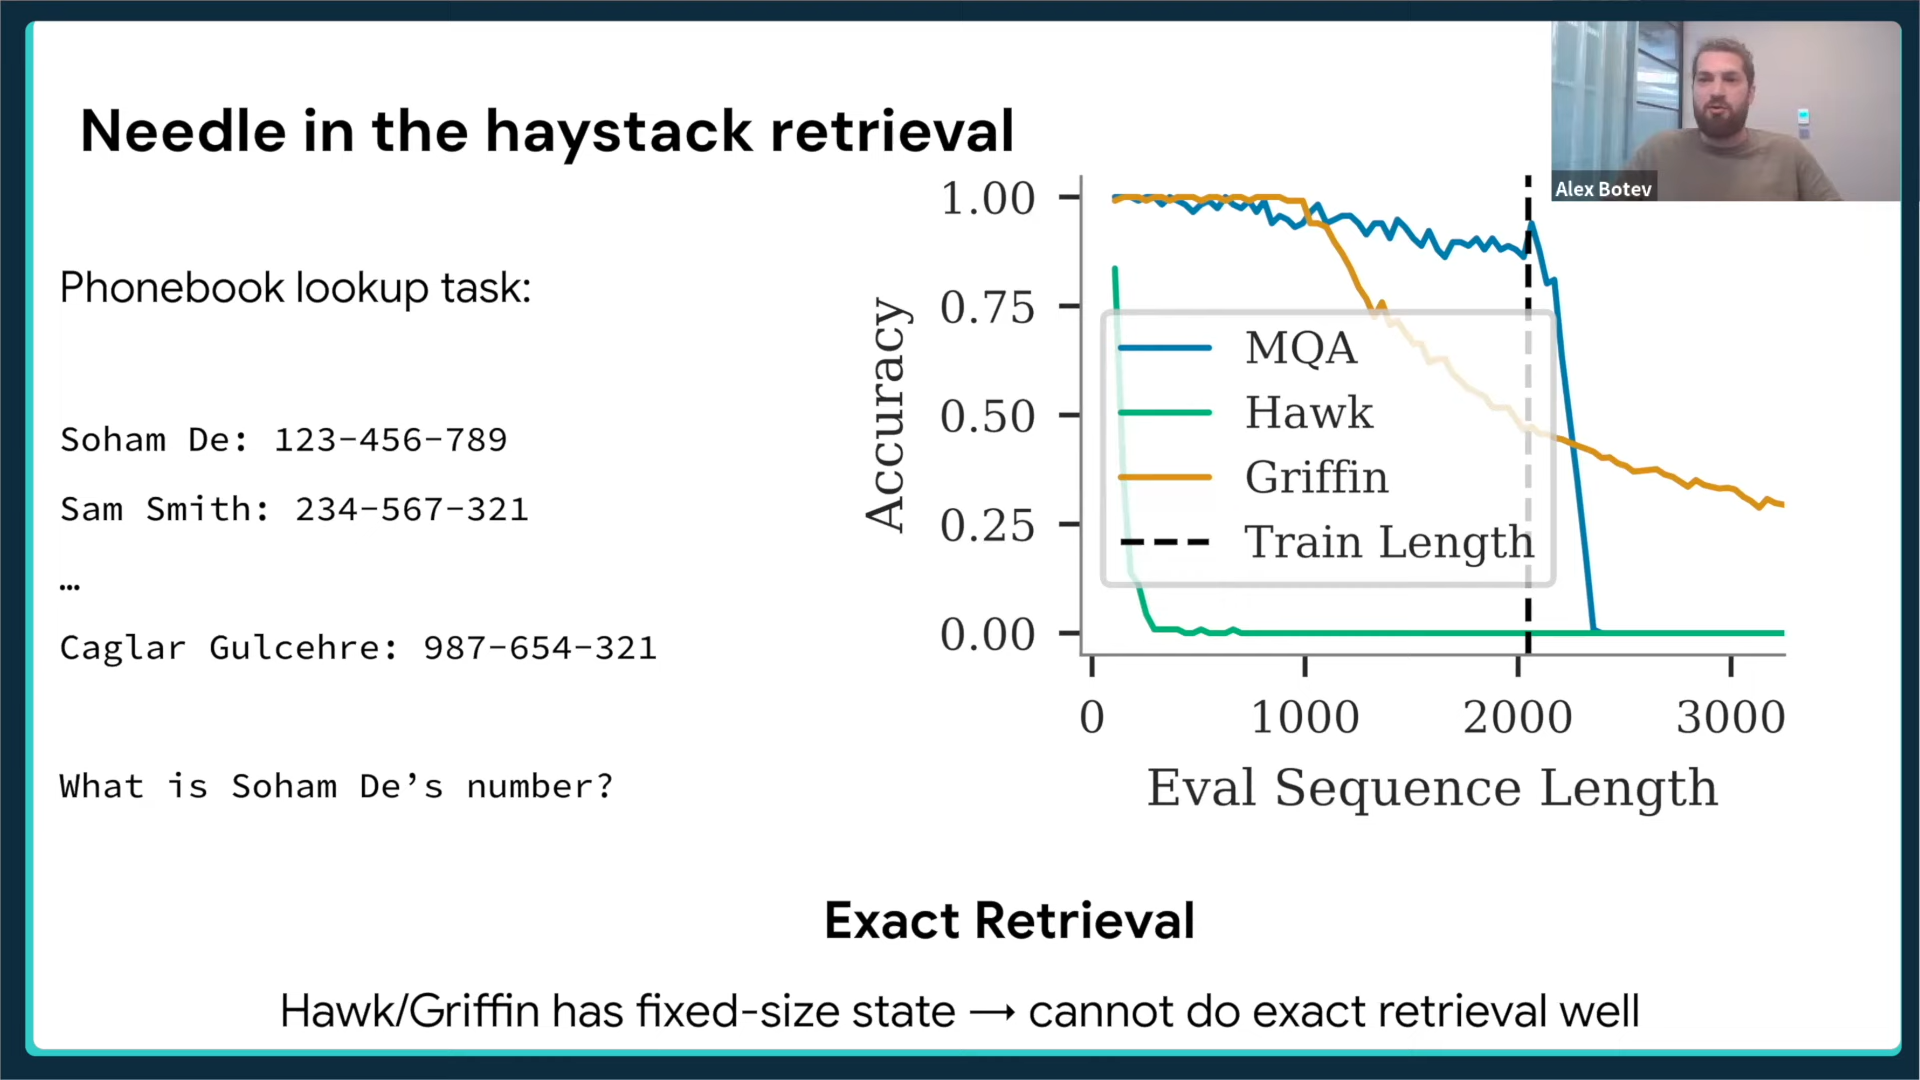 Needle in the haystack retrieval
Alex Botev
Phonebook lookup task:
Soham De: 123-456-789
Sam Smith: 234-567-321
…
Caglar Gulcehre: 987-654-321
What is Soham De’s number?
Accuracy
1.00
0.75
0.50
0.25
0.00
MQA
Hawk
Griffin
Train Length
0 1000 2000 3000
Eval Sequence Length
Exact Retrieval
Hawk/Griffin has fixed-size state → cannot do exact retrieval well